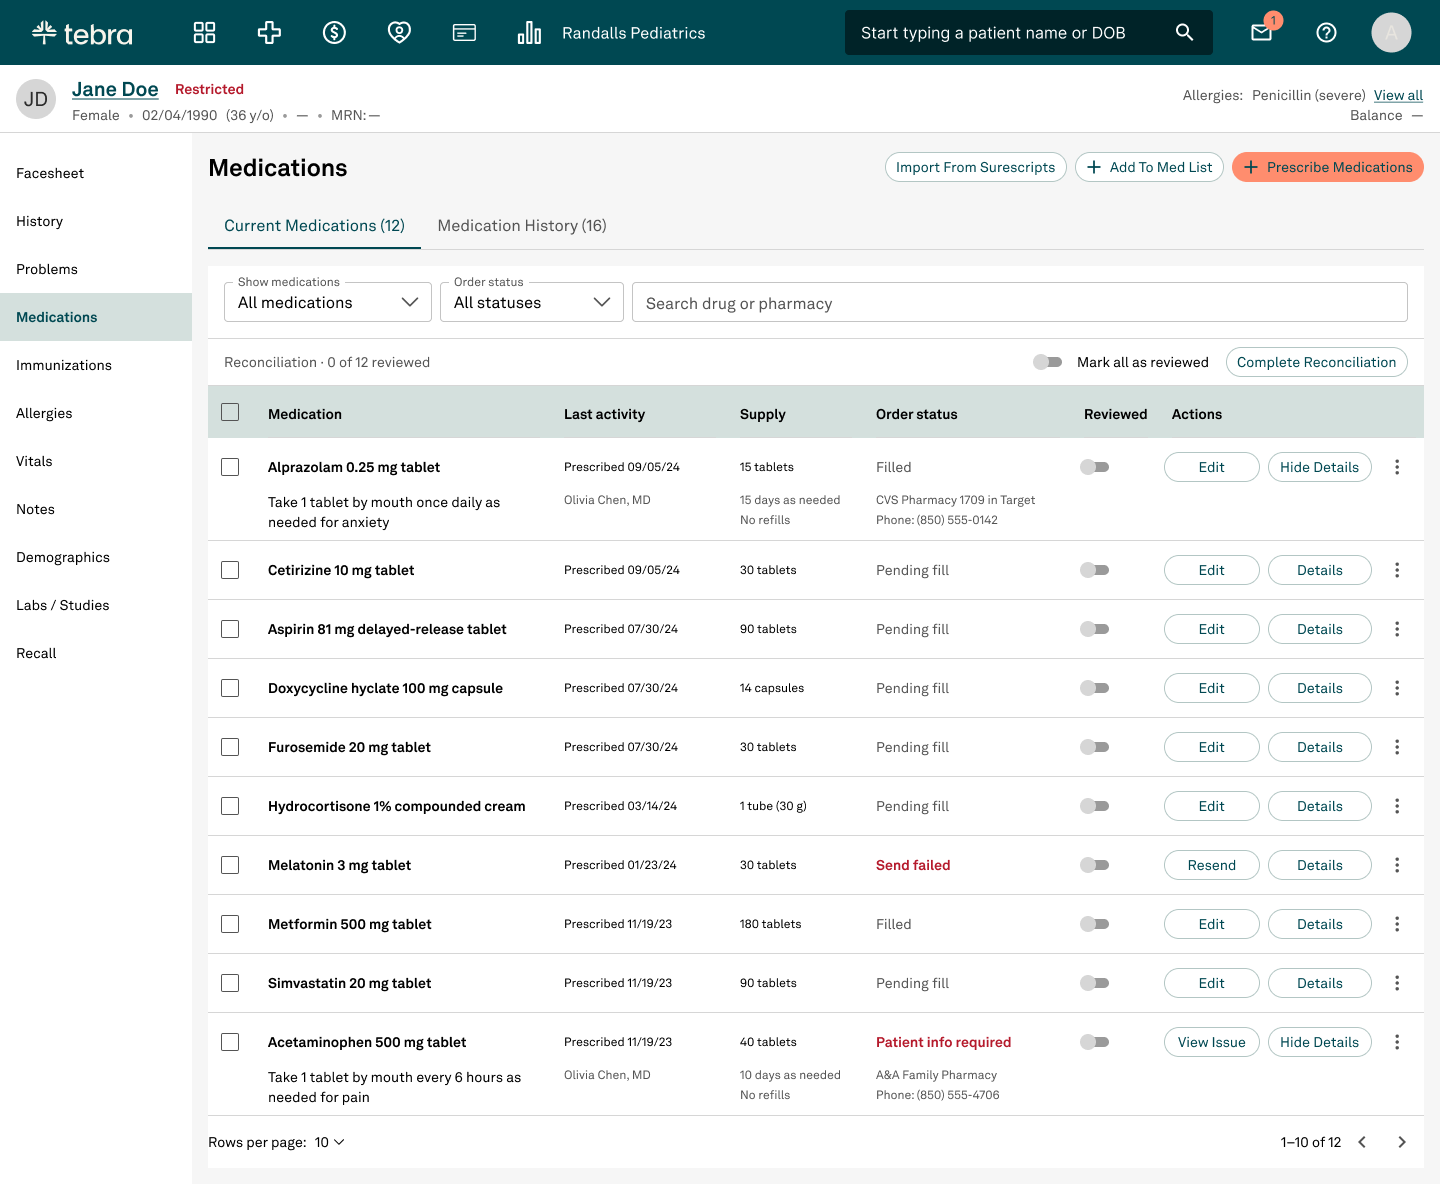 tebra
Randalls Pediatrics
Start typing a patient name or DOB
1
A
JD
Jane Doe Restricted
Female • 02/04/1990 (36 y/o) • — • MRN: —
Allergies: Penicillin (severe) View all
Balance —
Facesheet
History
Problems
Medications
Immunizations
Allergies
Vitals
Notes
Demographics
Labs / Studies
Recall
Medications
Import From Surescripts
Add To Med List
Prescribe Medications
Current Medications (12)
Medication History (16)
Show medications
All medications
Order status
All statuses
Search drug or pharmacy
Reconciliation · 0 of 12 reviewed
Mark all as reviewed
Complete Reconciliation
Medication Last activity Supply Order status Reviewed Actions
Alprazolam 0.25 mg tablet Prescribed 09/05/24 15 tablets Filled Edit Hide Details
Take 1 tablet by mouth once daily as
needed for anxiety
Olivia Chen, MD
15 days as needed
No refills
CVS Pharmacy 1709 in Target
Phone: (850) 555-0142
Cetirizine 10 mg tablet Prescribed 09/05/24 30 tablets Pending fill Edit Details
Aspirin 81 mg delayed-release tablet Prescribed 07/30/24 90 tablets Pending fill Edit Details
Doxycycline hyclate 100 mg capsule Prescribed 07/30/24 14 capsules Pending fill Edit Details
Furosemide 20 mg tablet Prescribed 07/30/24 30 tablets Pending fill Edit Details
Hydrocortisone 1% compounded cream Prescribed 03/14/24 1 tube (30 g) Pending fill Edit Details
Melatonin 3 mg tablet Prescribed 01/23/24 30 tablets Send failed Resend Details
Metformin 500 mg tablet Prescribed 11/19/23 180 tablets Filled Edit Details
Simvastatin 20 mg tablet Prescribed 11/19/23 90 tablets Pending fill Edit Details
Acetaminophen 500 mg tablet Prescribed 11/19/23 40 tablets Patient info required View Issue Hide Details
Take 1 tablet by mouth every 6 hours as
needed for pain
Olivia Chen, MD
10 days as needed
No refills
A&A Family Pharmacy
Phone: (850) 555-4706
Rows per page: 10
1–10 of 12